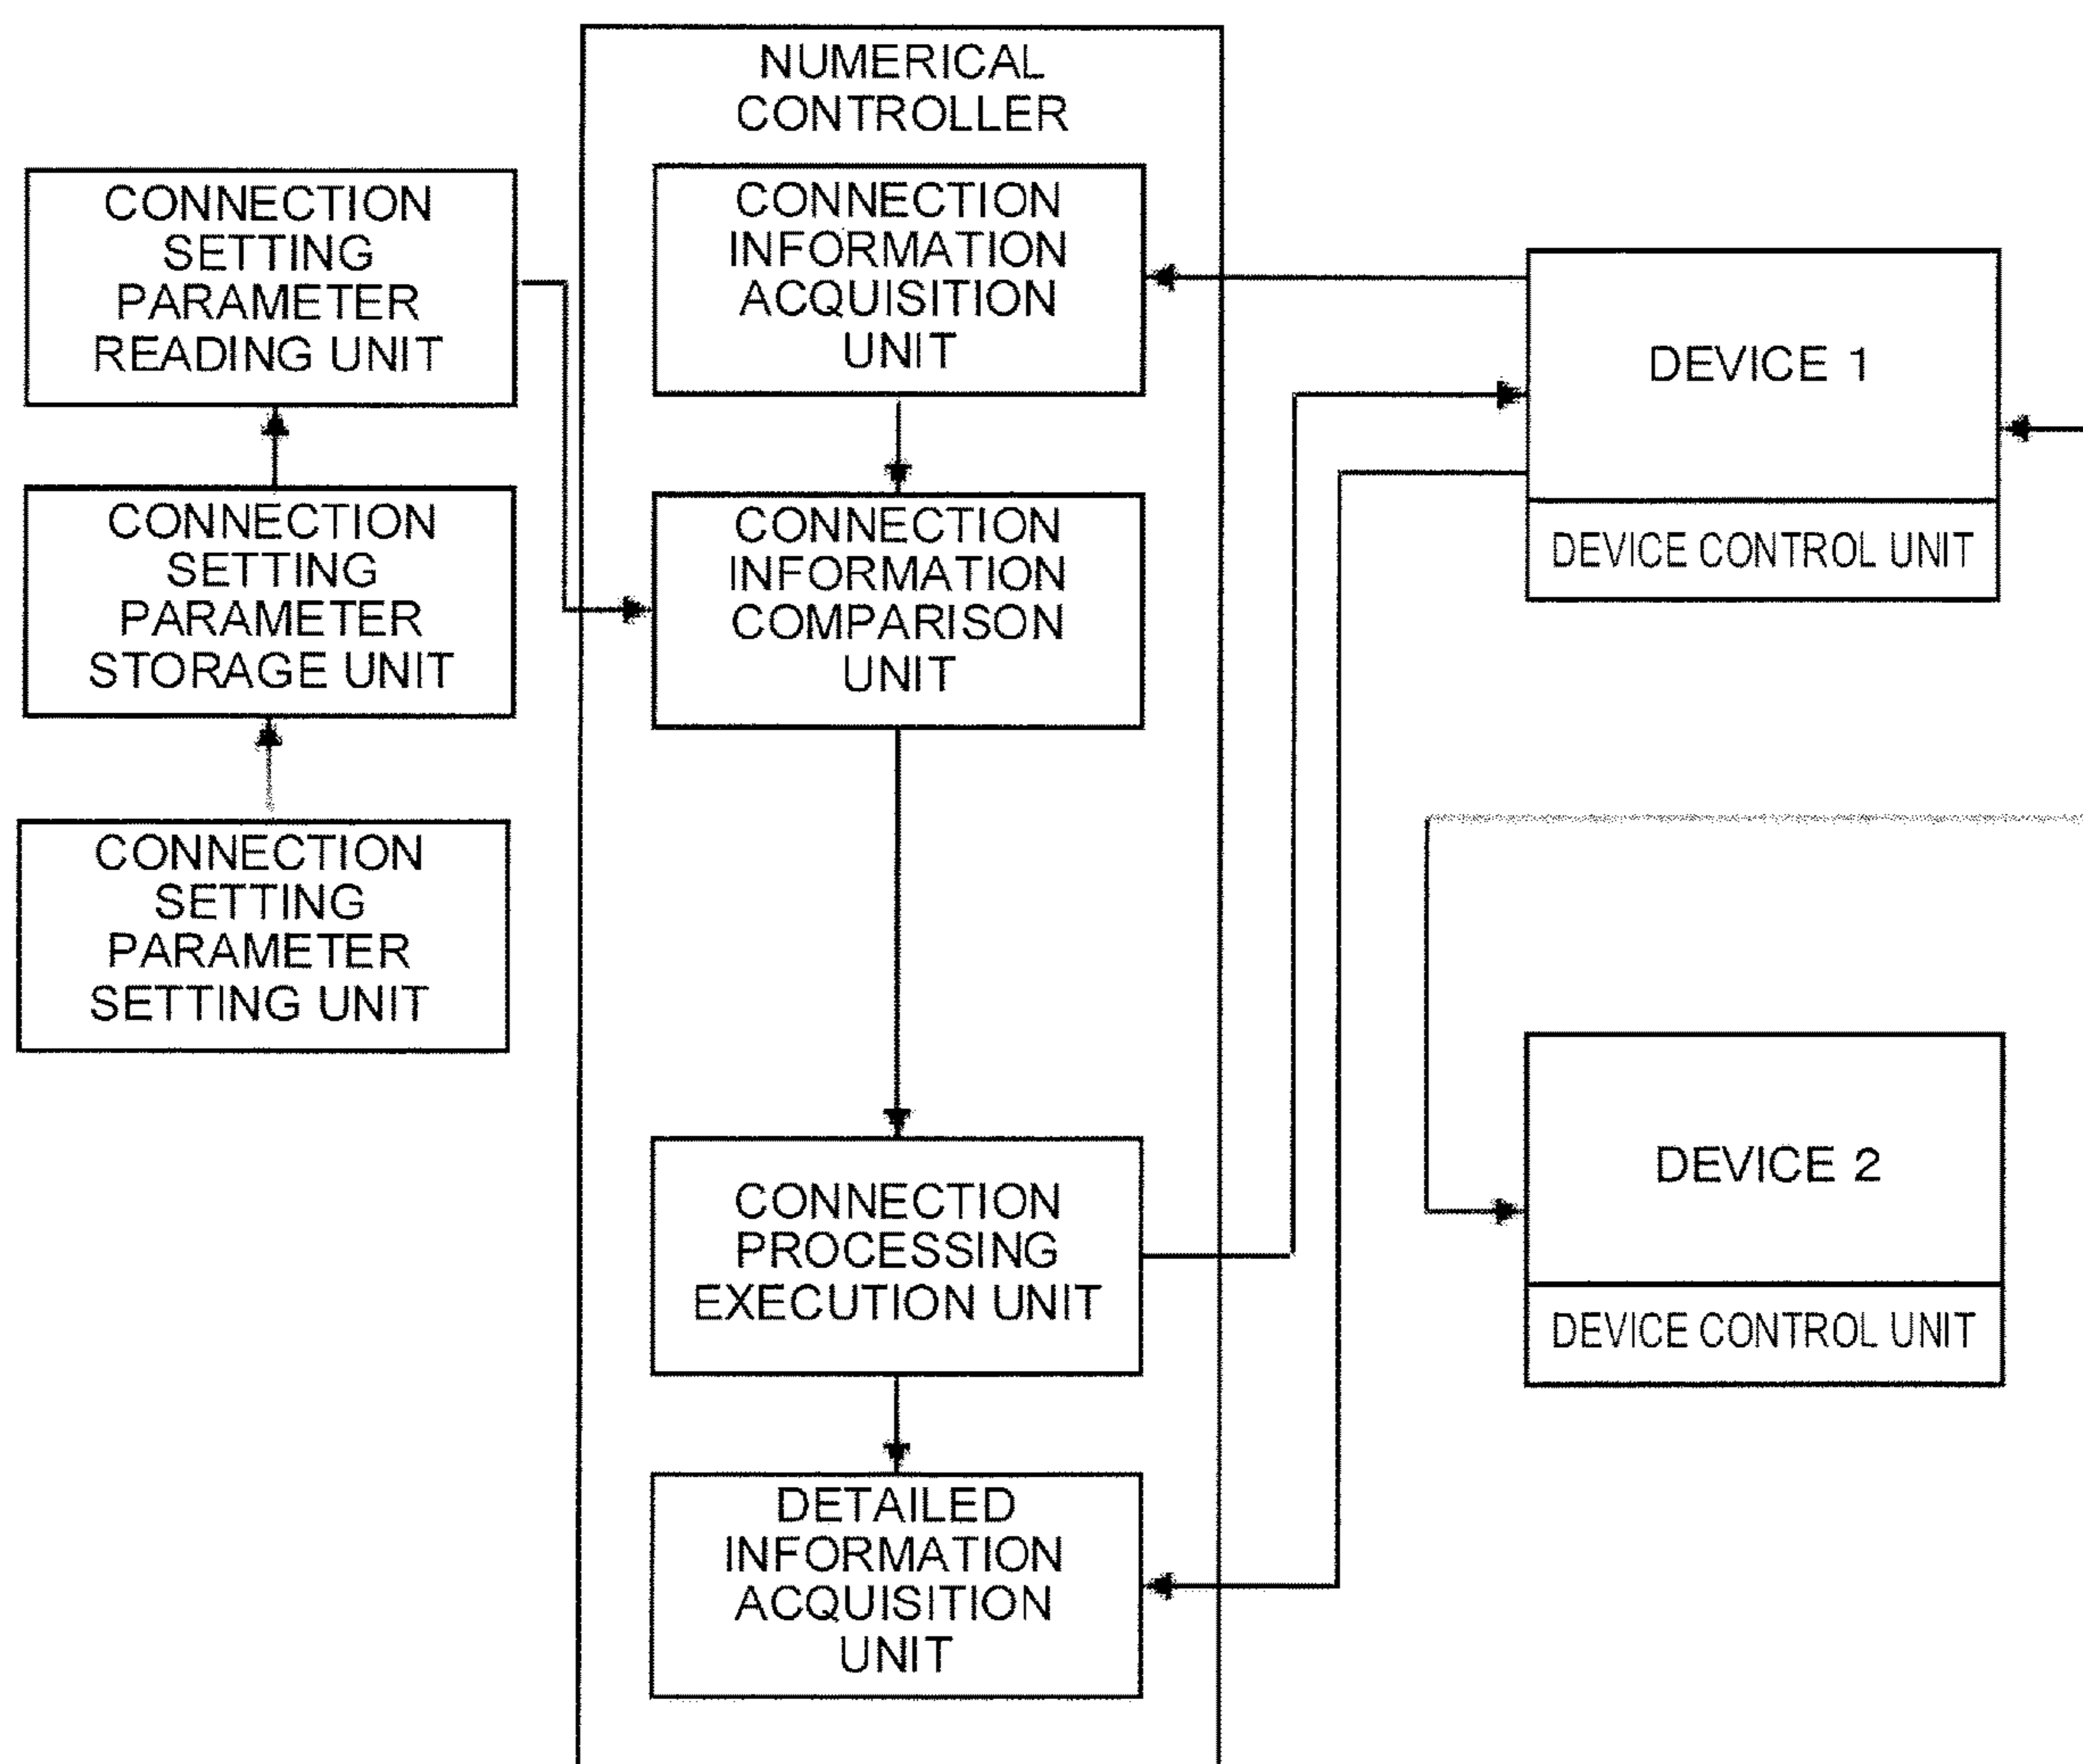 NUMERICAL
CONTROLLER
CONNECTION
SETTING
PARAMETER
READING UNIT
CONNECTION
SETTING
PARAMETER
STORAGE UNIT
CONNECTION
SETTING
PARAMETER
SETTING UNIT
CONNECTION
INFORMATION
ACQUISITION
UNIT
CONNECTION
INFORMATION
COMPARISON
UNIT
CONNECTION
PROCESSING
EXECUTION UNIT
DETAILED
INFORMATION
ACQUISITION
UNIT
DEVICE 1
DEVICE CONTROL UNIT
DEVICE 2
DEVICE CONTROL UNIT